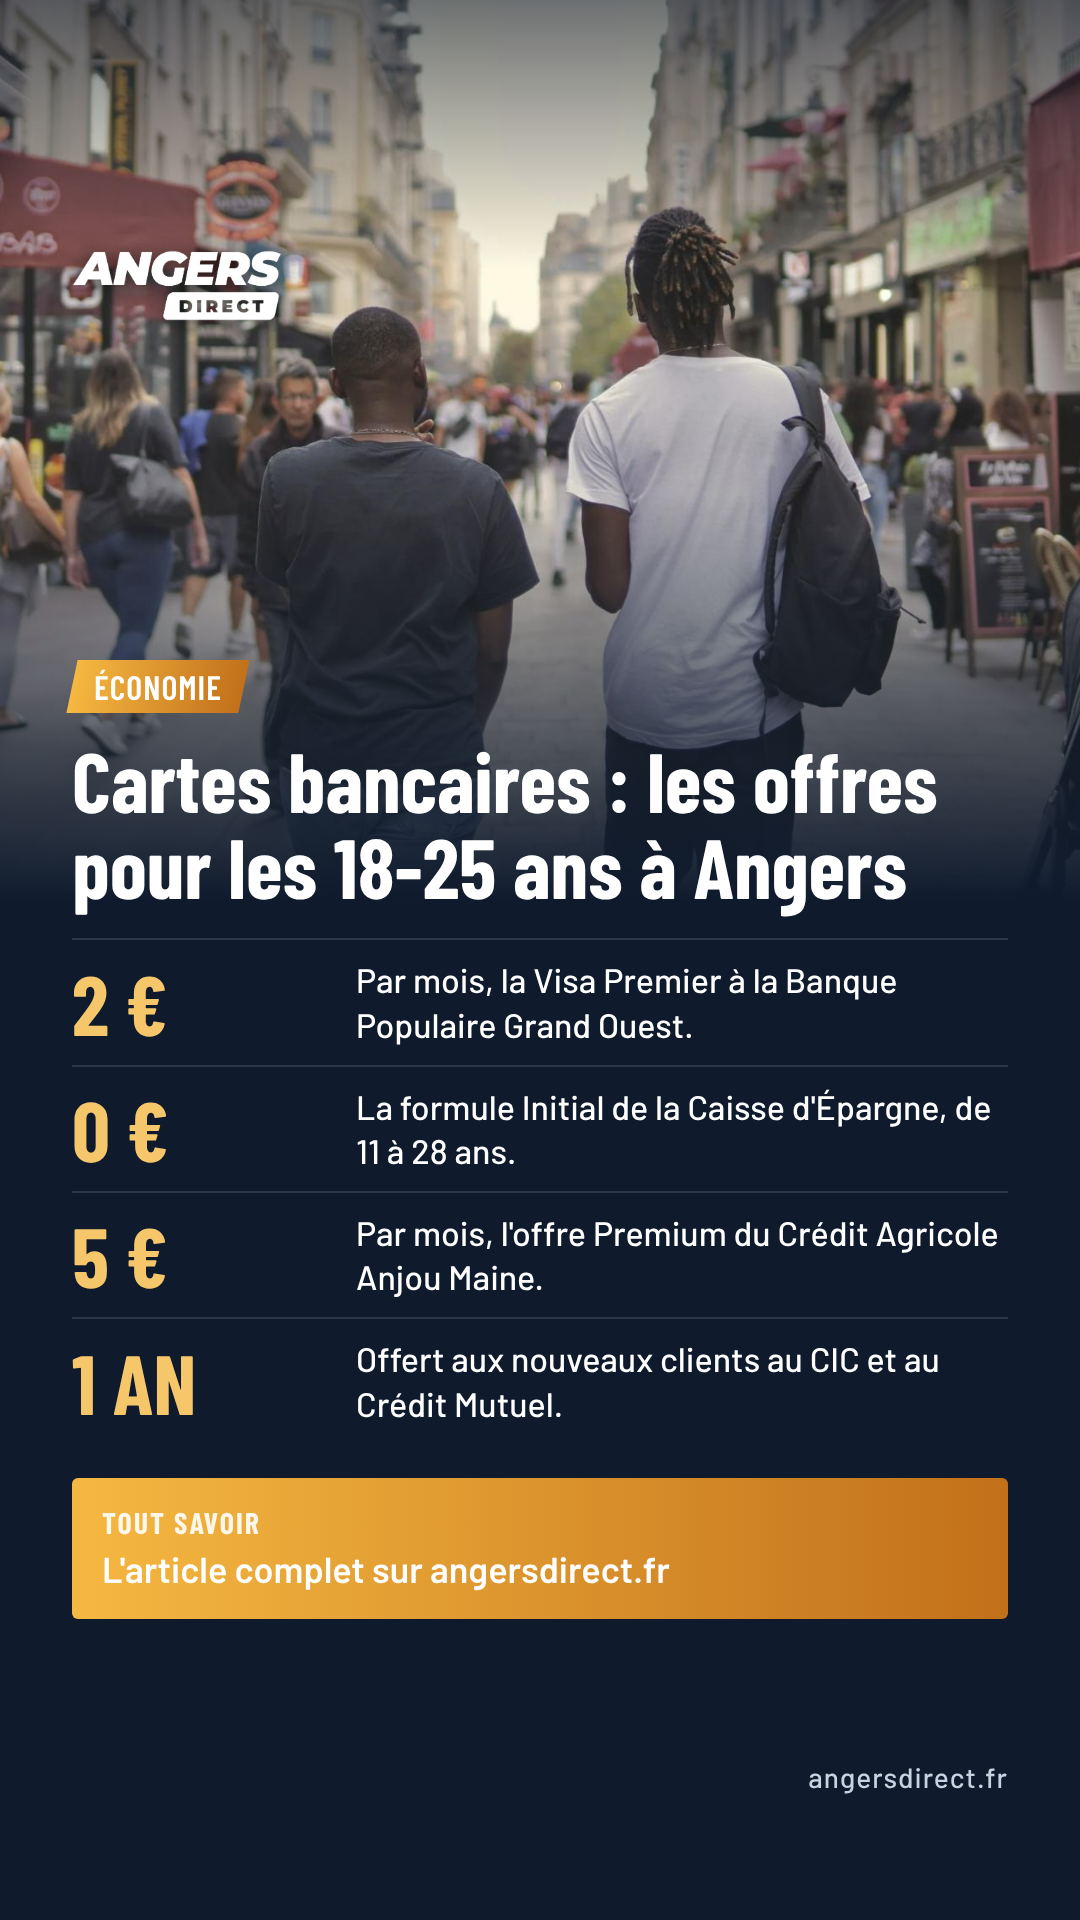 ANGERS
DIRECT
ÉCONOMIE
Cartes bancaires : les offres
pour les 18-25 ans à Angers
2 €
Par mois, la Visa Premier à la Banque
Populaire Grand Ouest.
0 €
La formule Initial de la Caisse d'Épargne, de
11 à 28 ans.
5 €
Par mois, l'offre Premium du Crédit Agricole
Anjou Maine.
1 AN
Offert aux nouveaux clients au CIC et au
Crédit Mutuel.
TOUT SAVOIR
L'article complet sur angersdirect.fr
angersdirect.fr